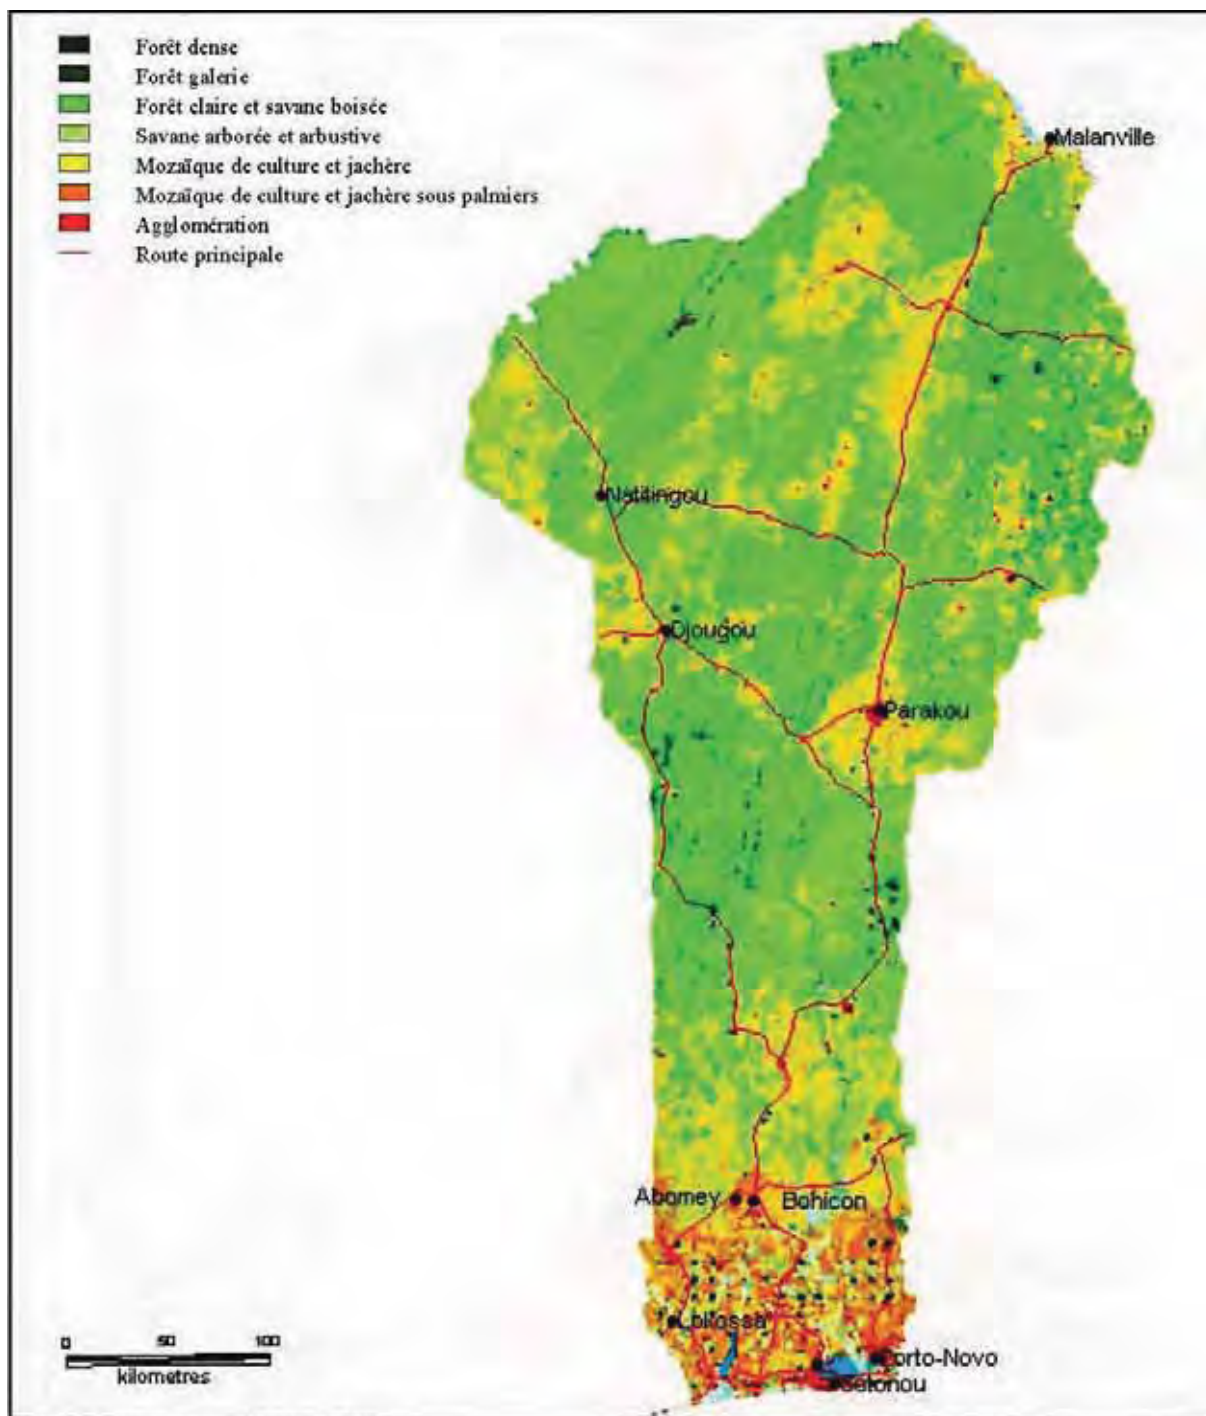 Forêt dense
Forêt galerie
Forêt claire et savane boisée
Savane arborée et arbustive
Mozaïque de culture et jachère
Mozaïque de culture et jachère sous palmiers
Agglomération
Route principale
Malanville
Natitingou
Djougou
Parakou
Abomey
Bohicon
Lokossa
Porto-Novo
Cotonou
0 50 100
kilometres